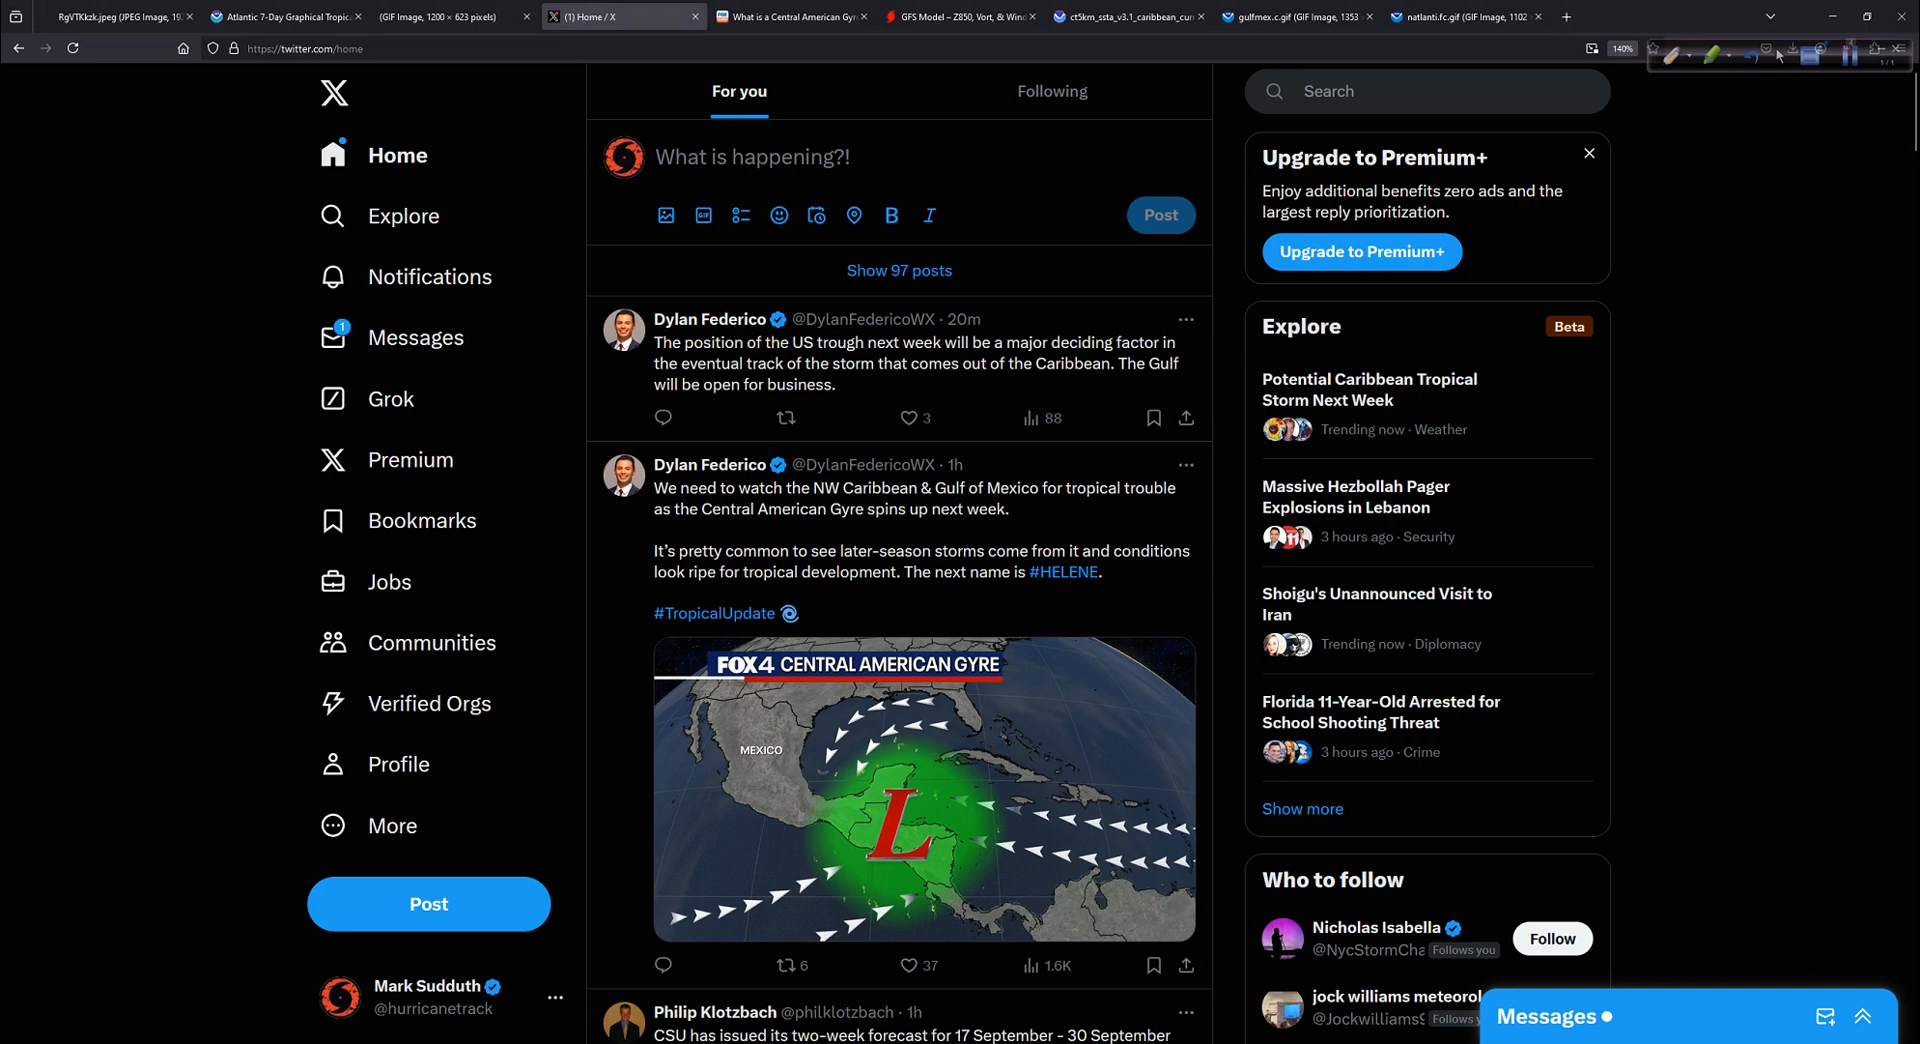 RgVTKkzk.jpeg (JPEG Image, 19
Atlantic 7-Day Graphical Tropic
(GIF Image, 1200 × 623 pixels)
(1) Home / X
What is a Central American Gyr
GFS Model – Z850, Vort, & Wind
ct5km_ssta_v3.1_caribbean_cur
gulfmex.c.gif (GIF Image, 1353
natlanti.fc.gif (GIF Image, 1102
https://twitter.com/home
140%
1/1
Home
Explore
Notifications
1
Messages
Grok
Premium
Bookmarks
Jobs
Communities
Verified Orgs
Profile
More
Post
Mark Sudduth
@hurricanetrack
For you
Following
What is happening?!
GIF
B
I
Post
Show 97 posts
Dylan Federico @DylanFedericoWX · 20m
The position of the US trough next week will be a major deciding factor in
the eventual track of the storm that comes out of the Caribbean. The Gulf
will be open for business.
3
88
Dylan Federico @DylanFedericoWX · 1h
We need to watch the NW Caribbean & Gulf of Mexico for tropical trouble
as the Central American Gyre spins up next week.
It's pretty common to see later-season storms come from it and conditions
look ripe for tropical development. The next name is #HELENE.
#TropicalUpdate
FOX4 CENTRAL AMERICAN GYRE
MEXICO
L
6
37
1.6K
Philip Klotzbach @philklotzbach · 1h
CSU has issued its two-week forecast for 17 September - 30 September
Search
Upgrade to Premium+
Enjoy additional benefits zero ads and the
largest reply prioritization.
Upgrade to Premium+
Explore
Beta
Potential Caribbean Tropical
Storm Next Week
Trending now · Weather
Massive Hezbollah Pager
Explosions in Lebanon
3 hours ago · Security
Shoigu's Unannounced Visit to
Iran
Trending now · Diplomacy
Florida 11-Year-Old Arrested for
School Shooting Threat
3 hours ago · Crime
Show more
Who to follow
Nicholas Isabella
@NycStormCha Follows you
Follow
jock williams meteorol
@Jockwilliams Follows y
Messages